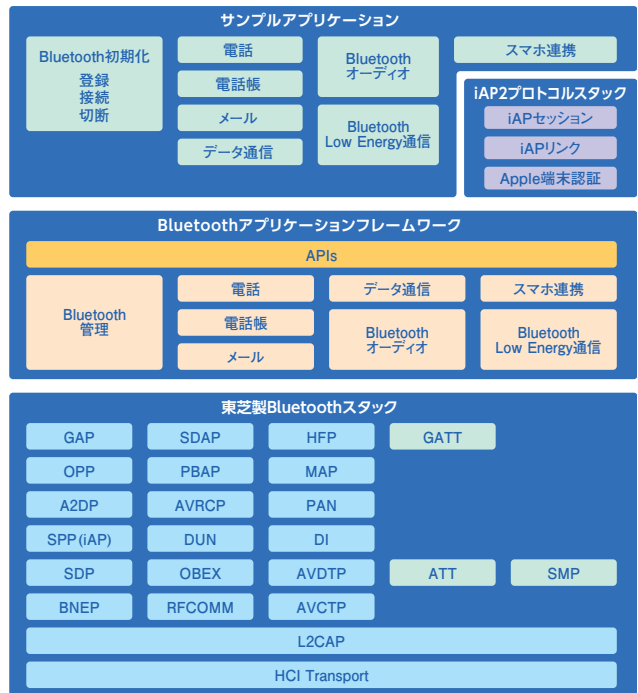 サンプルアプリケーション
Bluetooth初期化
登録
接続
切断
電話
電話帳
メール
データ通信
Bluetooth
オーディオ
Bluetooth
Low Energy通信
スマホ連携
iAP2プロトコルスタック
iAPセッション
iAPリンク
Apple端末認証
Bluetoothアプリケーションフレームワーク
APIs
Bluetooth
管理
電話
電話帳
メール
データ通信
Bluetooth
オーディオ
スマホ連携
Bluetooth
Low Energy通信
東芝製Bluetoothスタック
GAP
SDAP
HFP
GATT
OPP
PBAP
MAP
A2DP
AVRCP
PAN
SPP(iAP)
DUN
DI
SDP
OBEX
AVDTP
ATT
SMP
BNEP
RFCOMM
AVCTP
L2CAP
HCI Transport